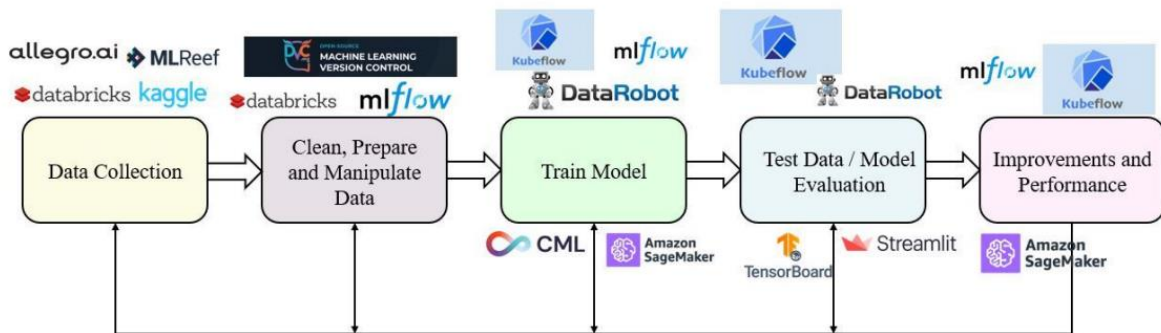 allegro.ai
MLReef
databricks
kaggle
DVC
OPEN-SOURCE
MACHINE LEARNING
VERSION CONTROL
databricks
mlflow
Kubeflow
mlflow
DataRobot
Kubeflow
DataRobot
mlflow
Kubeflow
Data Collection
Clean, Prepare
and Manipulate
Data
Train Model
Test Data / Model
Evaluation
Improvements and
Performance
CML
Amazon
SageMaker
TensorBoard
Streamlit
Amazon
SageMaker